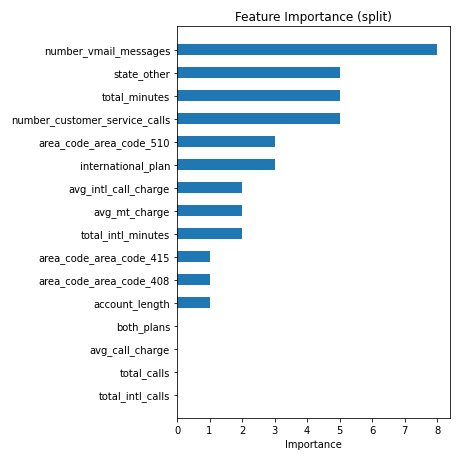 Feature Importance (split)
number_vmail_messages
state_other
total_minutes
number_customer_service_calls
area_code_area_code_510
international_plan
avg_intl_call_charge
avg_mt_charge
total_intl_minutes
area_code_area_code_415
area_code_area_code_408
account_length
both_plans
avg_call_charge
total_calls
total_intl_calls
0 1 2 3 4 5 6 7 8
Importance